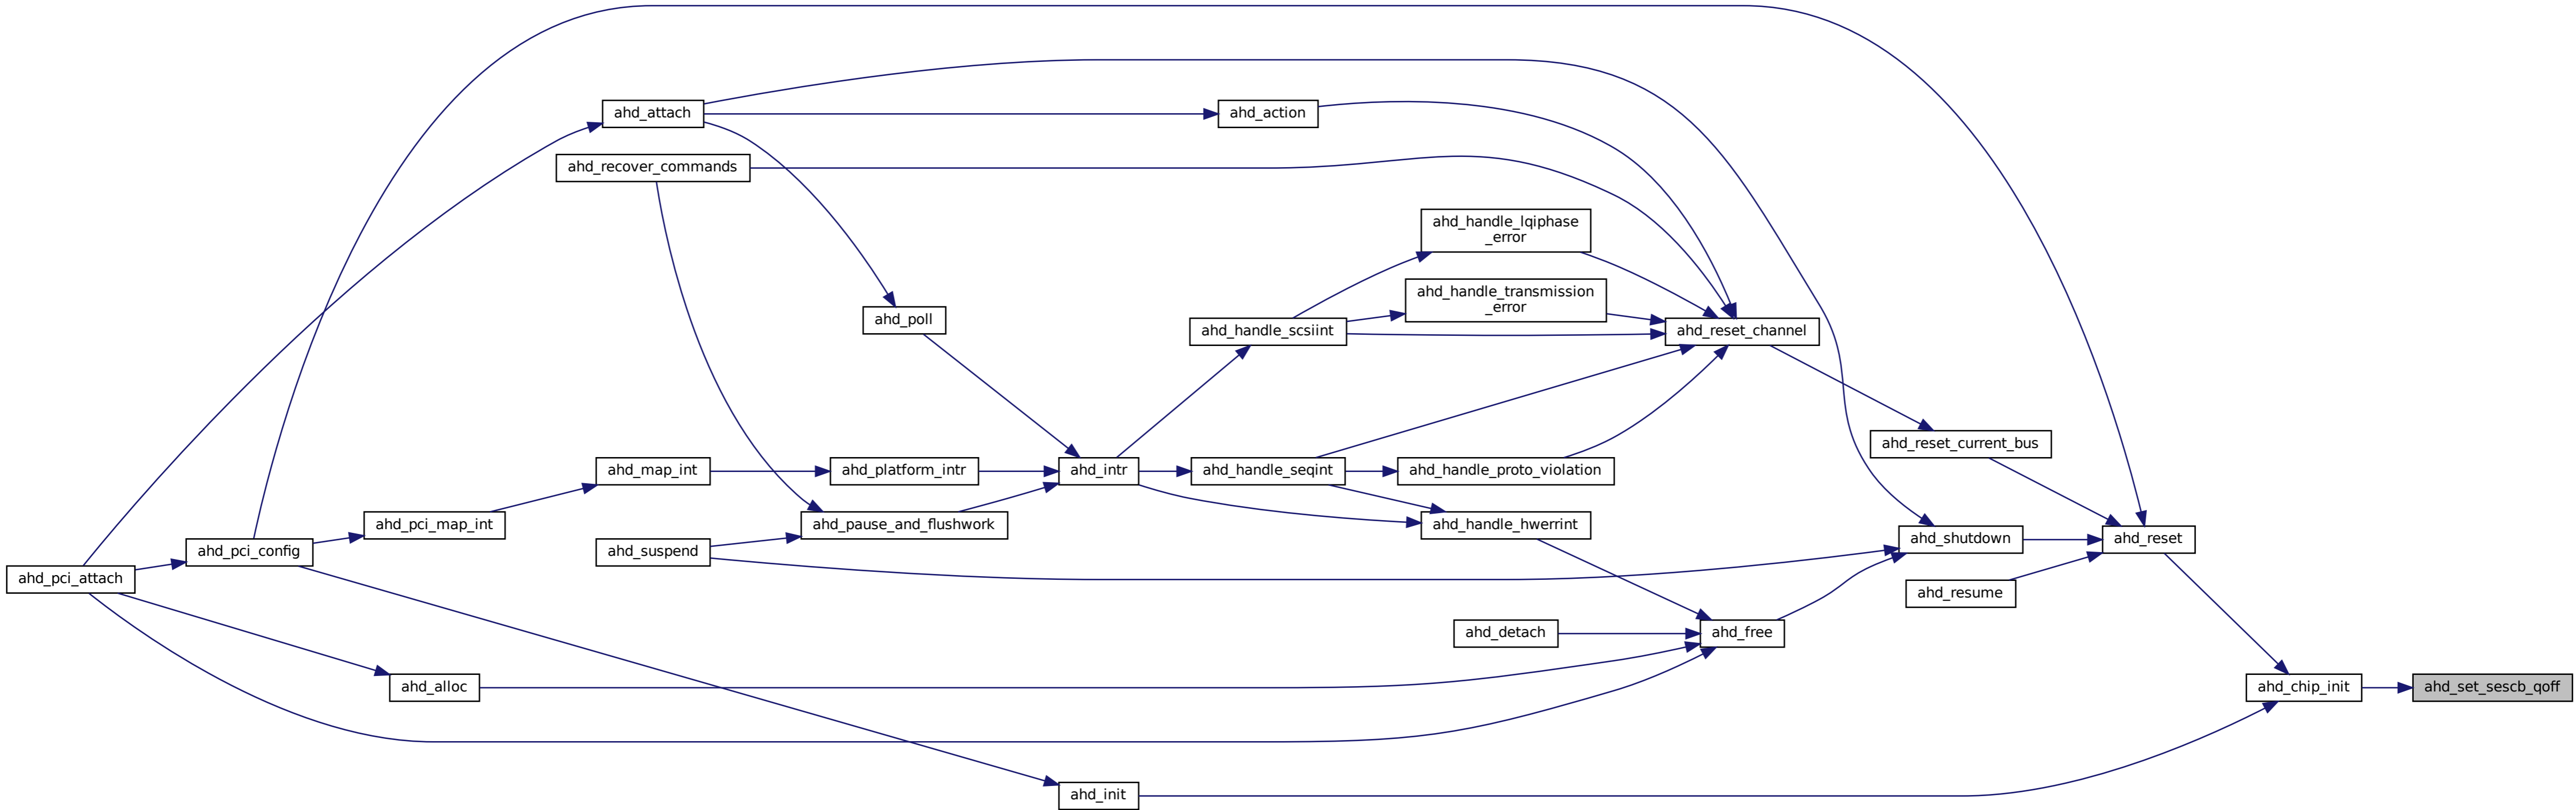 ahd_attach
ahd_action
ahd_recover_commands
ahd_handle_lqiphase
_error
ahd_handle_transmission
_error
ahd_poll
ahd_handle_scsiint
ahd_reset_channel
ahd_reset_current_bus
ahd_map_int
ahd_platform_intr
ahd_intr
ahd_handle_seqint
ahd_handle_proto_violation
ahd_pci_map_int
ahd_pause_and_flushwork
ahd_handle_hwerrint
ahd_shutdown
ahd_reset
ahd_pci_config
ahd_suspend
ahd_pci_attach
ahd_resume
ahd_detach
ahd_free
ahd_alloc
ahd_chip_init
ahd_set_sescb_qoff
ahd_init